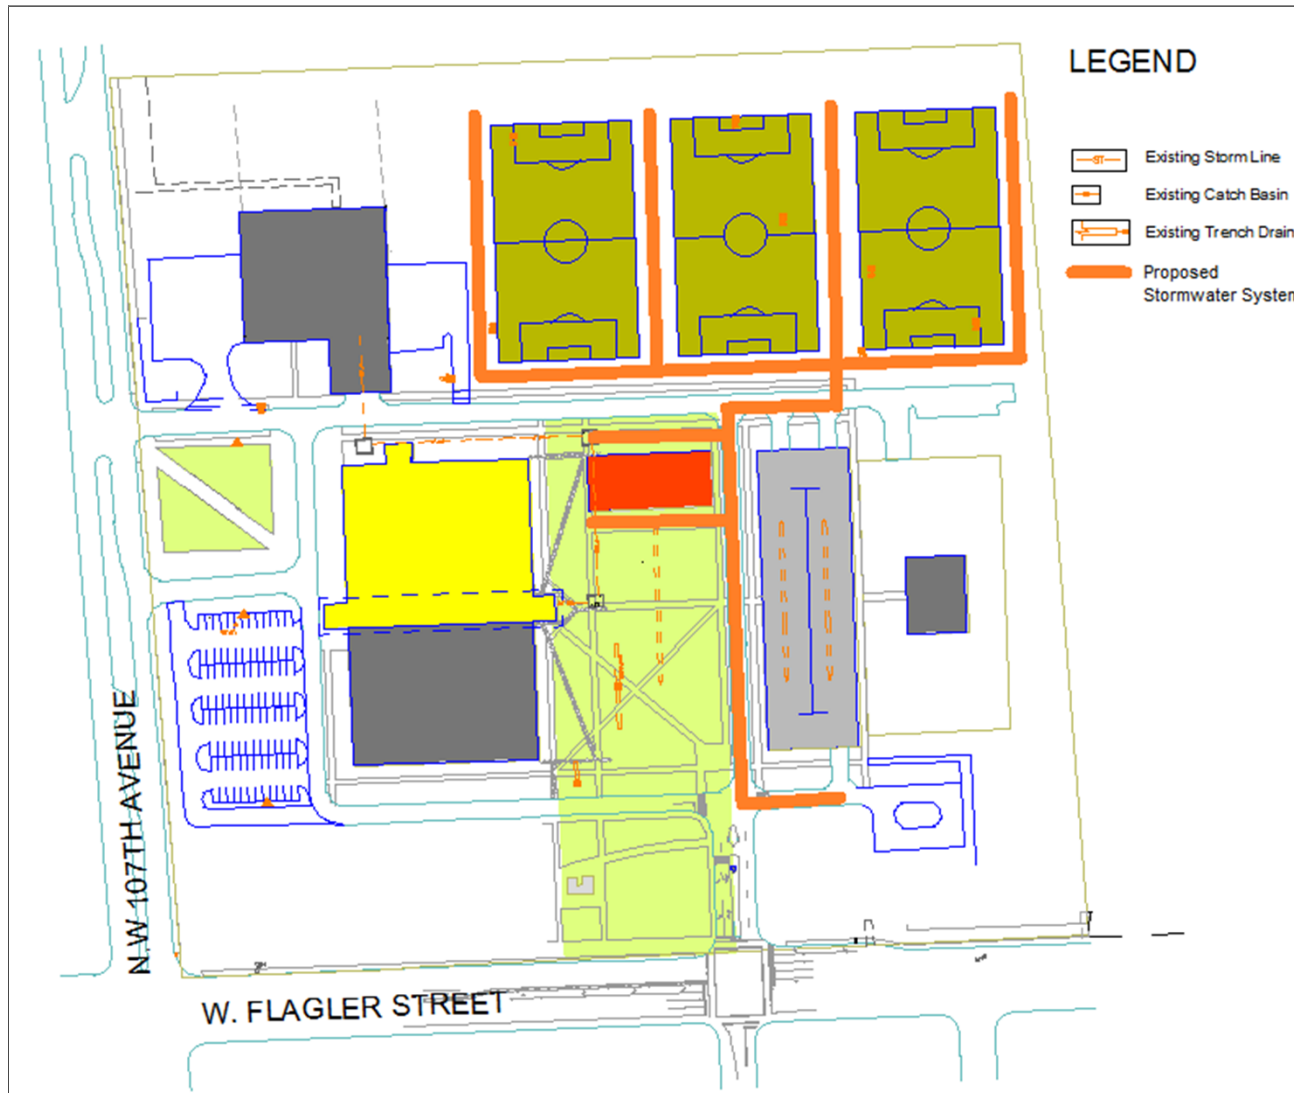 LEGEND
Existing Storm Line
Existing Catch Basin
Existing Trench Drain
Proposed
Stormwater System
N.W 107TH AVENUE
W. FLAGLER STREET